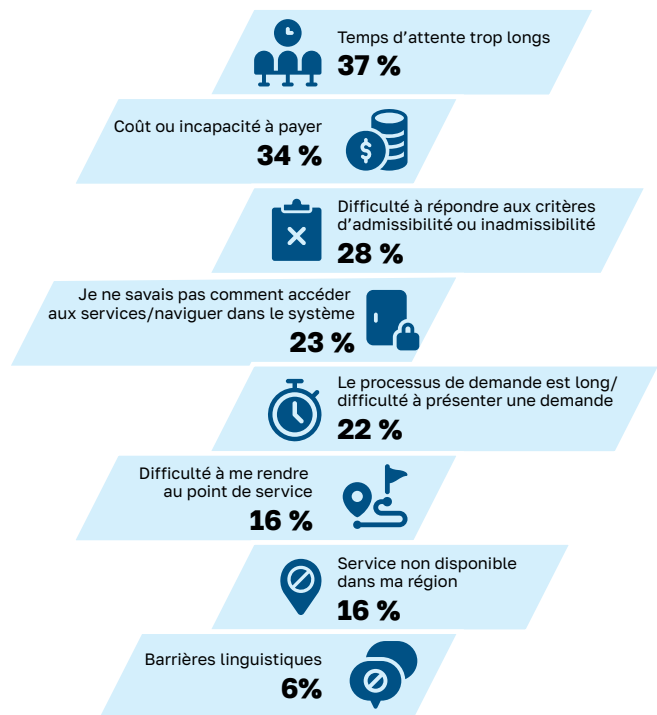 Temps d’attente trop longs
37 %
Coût ou incapacité à payer
34 %
$
Difficulté à répondre aux critères
d’admissibilité ou inadmissibilité
28 %
Je ne savais pas comment accéder
aux services/naviguer dans le système
23 %
Le processus de demande est long/
difficulté à présenter une demande
22 %
Difficulté à me rendre
au point de service
16 %
Service non disponible
dans ma région
16 %
Barrières linguistiques
6%